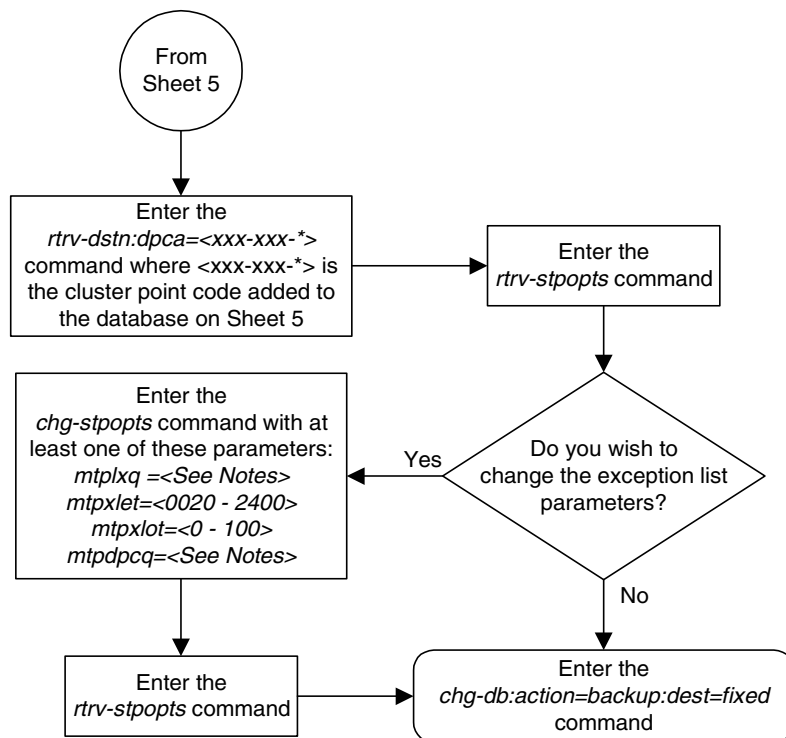 From
Sheet 5
Enter the
rtrv-dstn:dpca=<xxx-xxx-*>
command where <xxx-xxx-*> is
the cluster point code added to
the database on Sheet 5
Enter the
rtrv-stpopts command
Do you wish to
change the exception list
parameters?
Yes
Enter the
chg-stpopts command with at
least one of these parameters:
mtplxq =<See Notes>
mtpxlet=<0020 - 2400>
mtpxlot=<0 - 100>
mtpdpcq=<See Notes>
No
Enter the
rtrv-stpopts command
Enter the
chg-db:action=backup:dest=fixed
command